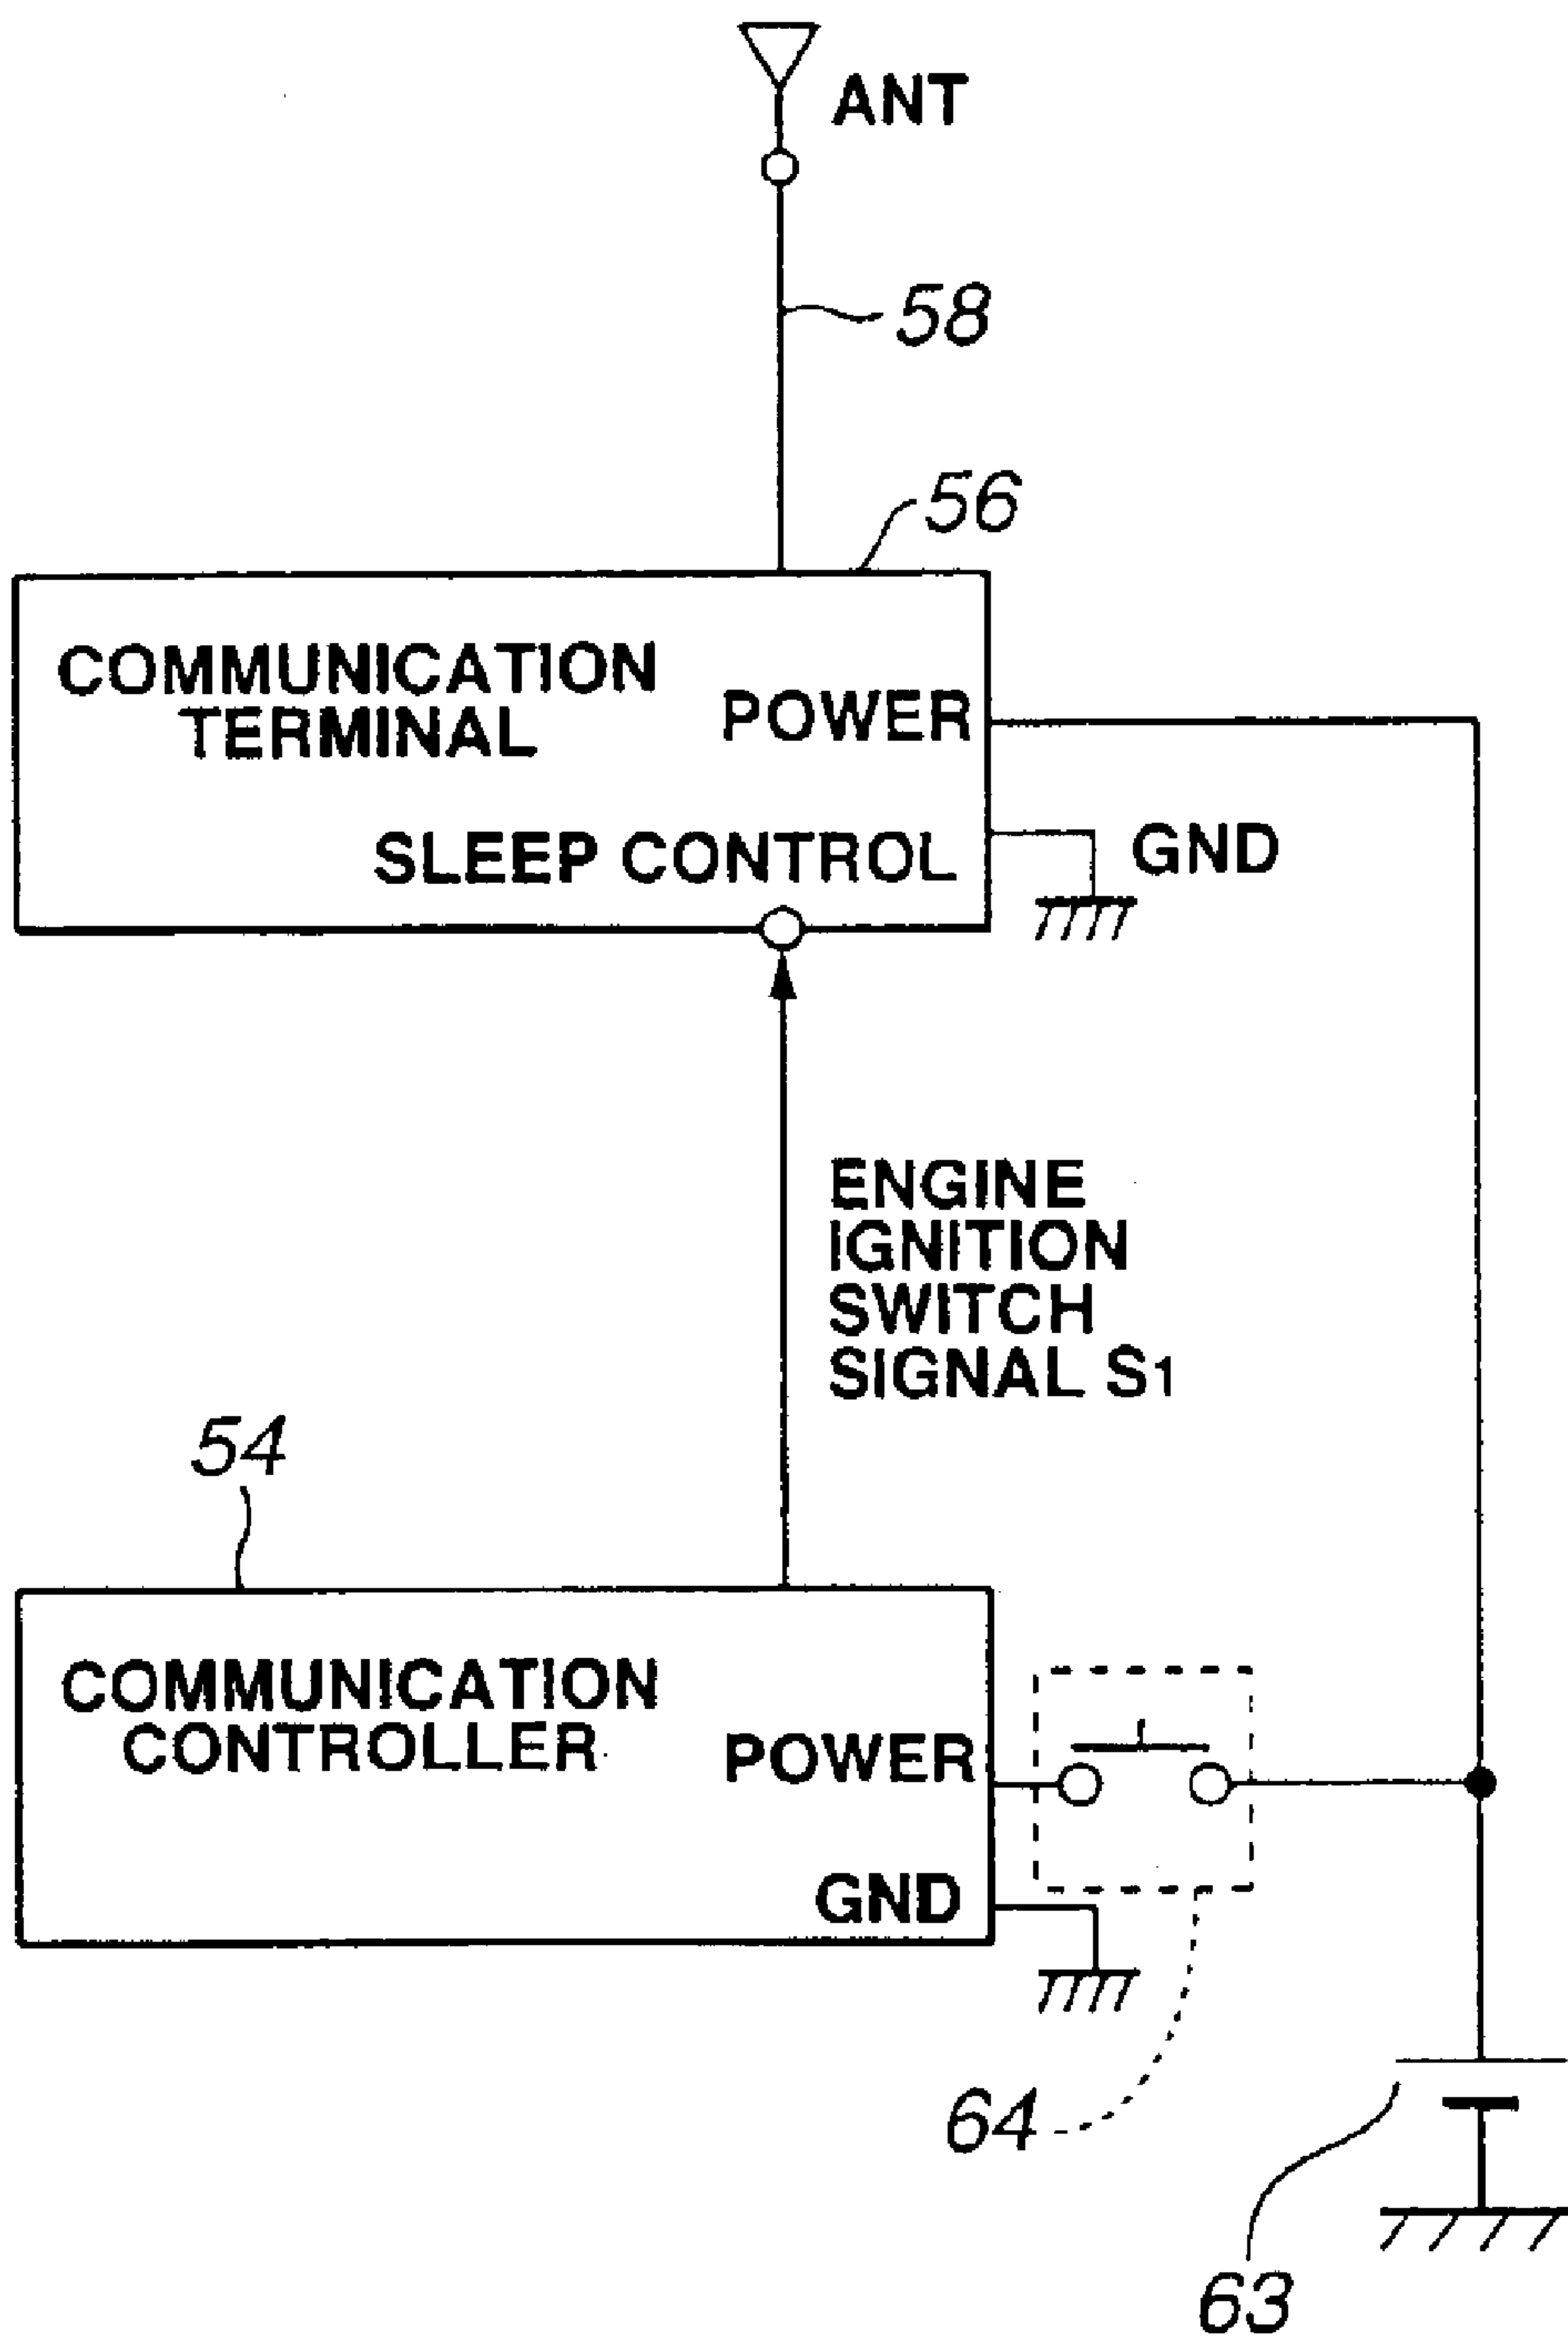 ANT
58
56
COMMUNICATION
TERMINAL
POWER
SLEEP CONTROL
GND
ENGINE
IGNITION
SWITCH
SIGNAL S1
54
COMMUNICATION
CONTROLLER
POWER
GND
64
63